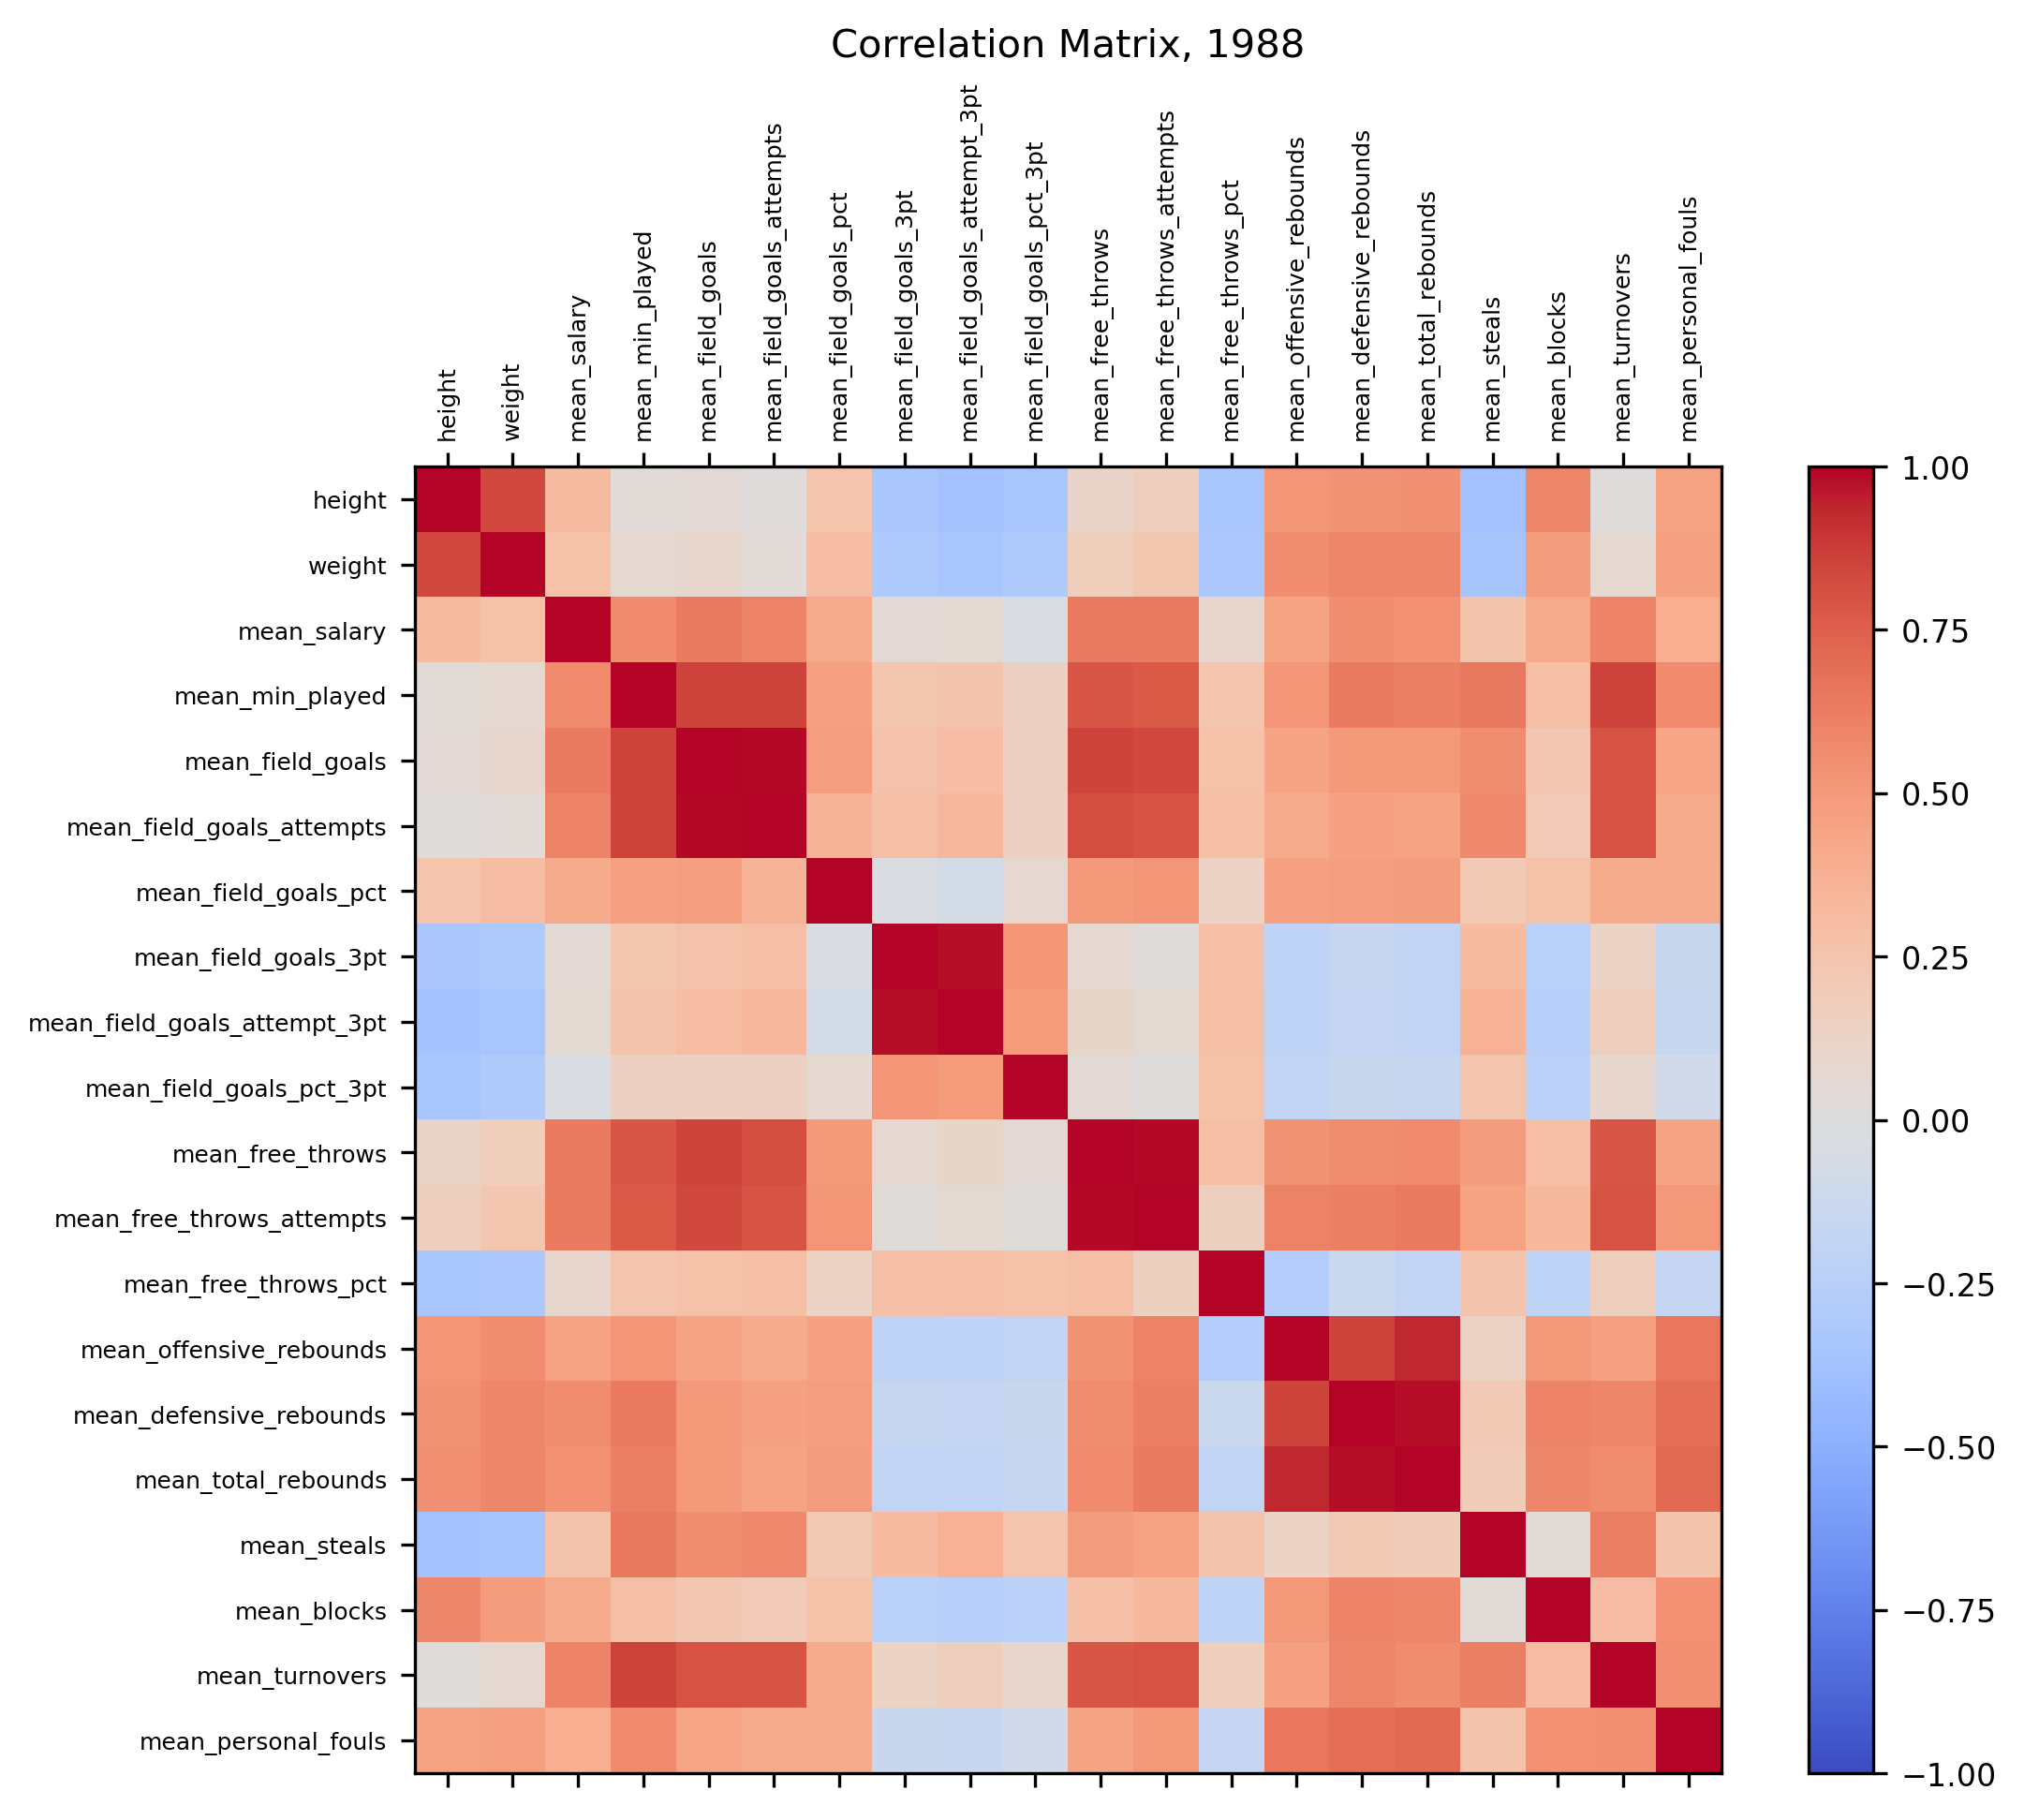 Correlation Matrix, 1988
height
weight
mean_salary
mean_min_played
mean_field_goals
mean_field_goals_attempts
mean_field_goals_pct
mean_field_goals_3pt
mean_field_goals_attempt_3pt
mean_field_goals_pct_3pt
mean_free_throws
mean_free_throws_attempts
mean_free_throws_pct
mean_offensive_rebounds
mean_defensive_rebounds
mean_total_rebounds
mean_steals
mean_blocks
mean_turnovers
mean_personal_fouls
height
weight
mean_salary
mean_min_played
mean_field_goals
mean_field_goals_attempts
mean_field_goals_pct
mean_field_goals_3pt
mean_field_goals_attempt_3pt
mean_field_goals_pct_3pt
mean_free_throws
mean_free_throws_attempts
mean_free_throws_pct
mean_offensive_rebounds
mean_defensive_rebounds
mean_total_rebounds
mean_steals
mean_blocks
mean_turnovers
mean_personal_fouls
1.00
0.75
0.50
0.25
0.00
−0.25
−0.50
−0.75
−1.00